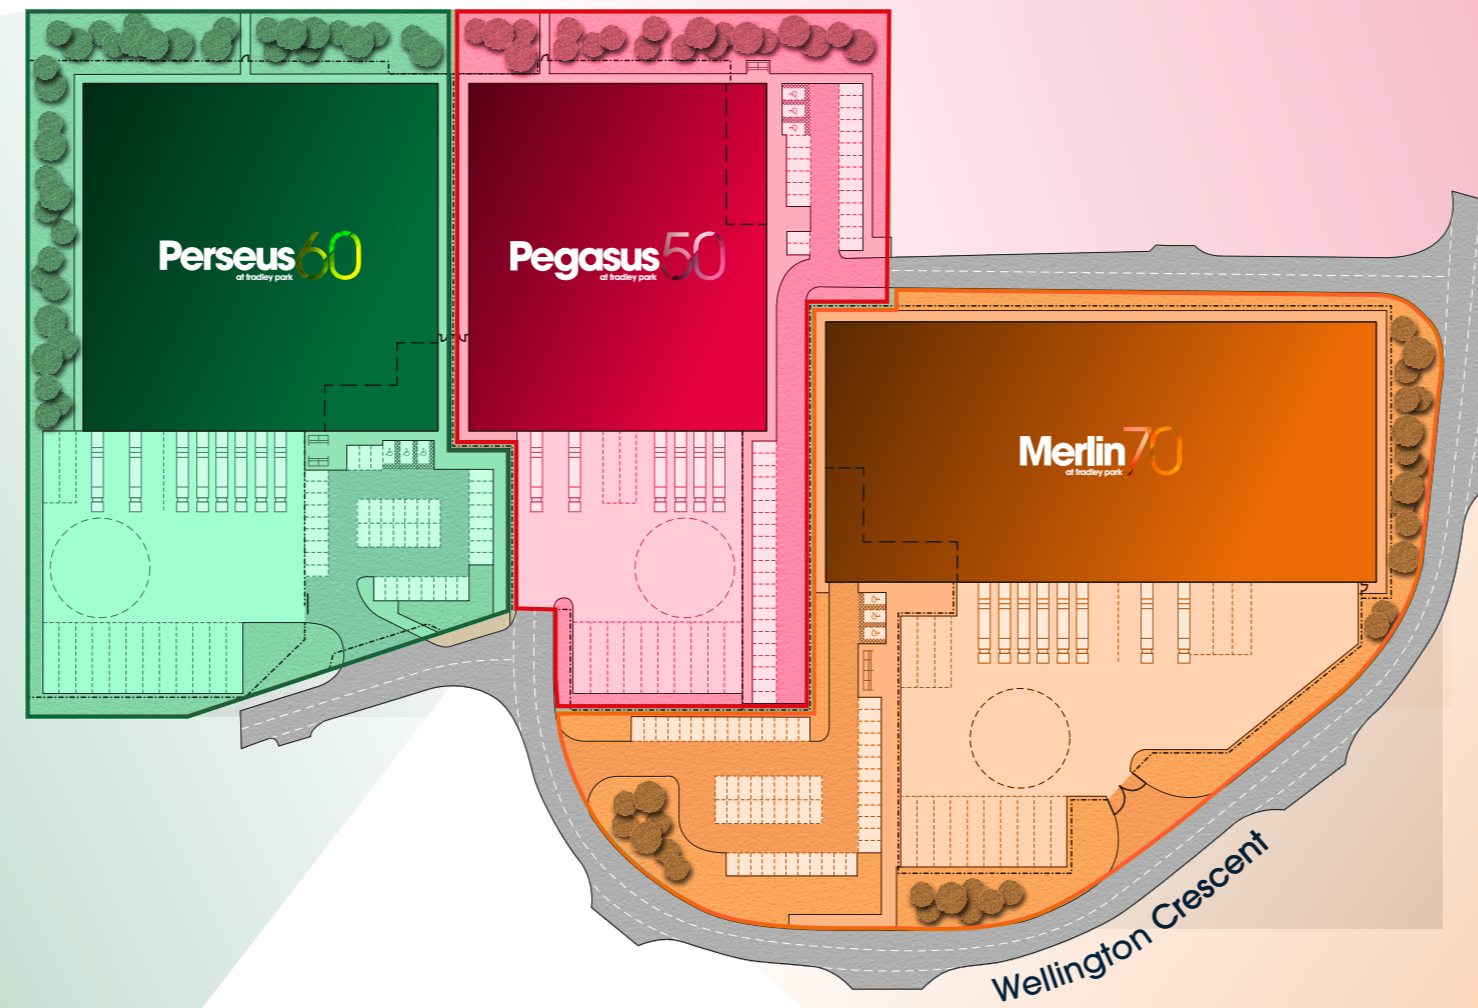 Perseus60
at fradley park
Pegasus50
at fradley park
Merlin70
at fradley park
Wellington Crescent